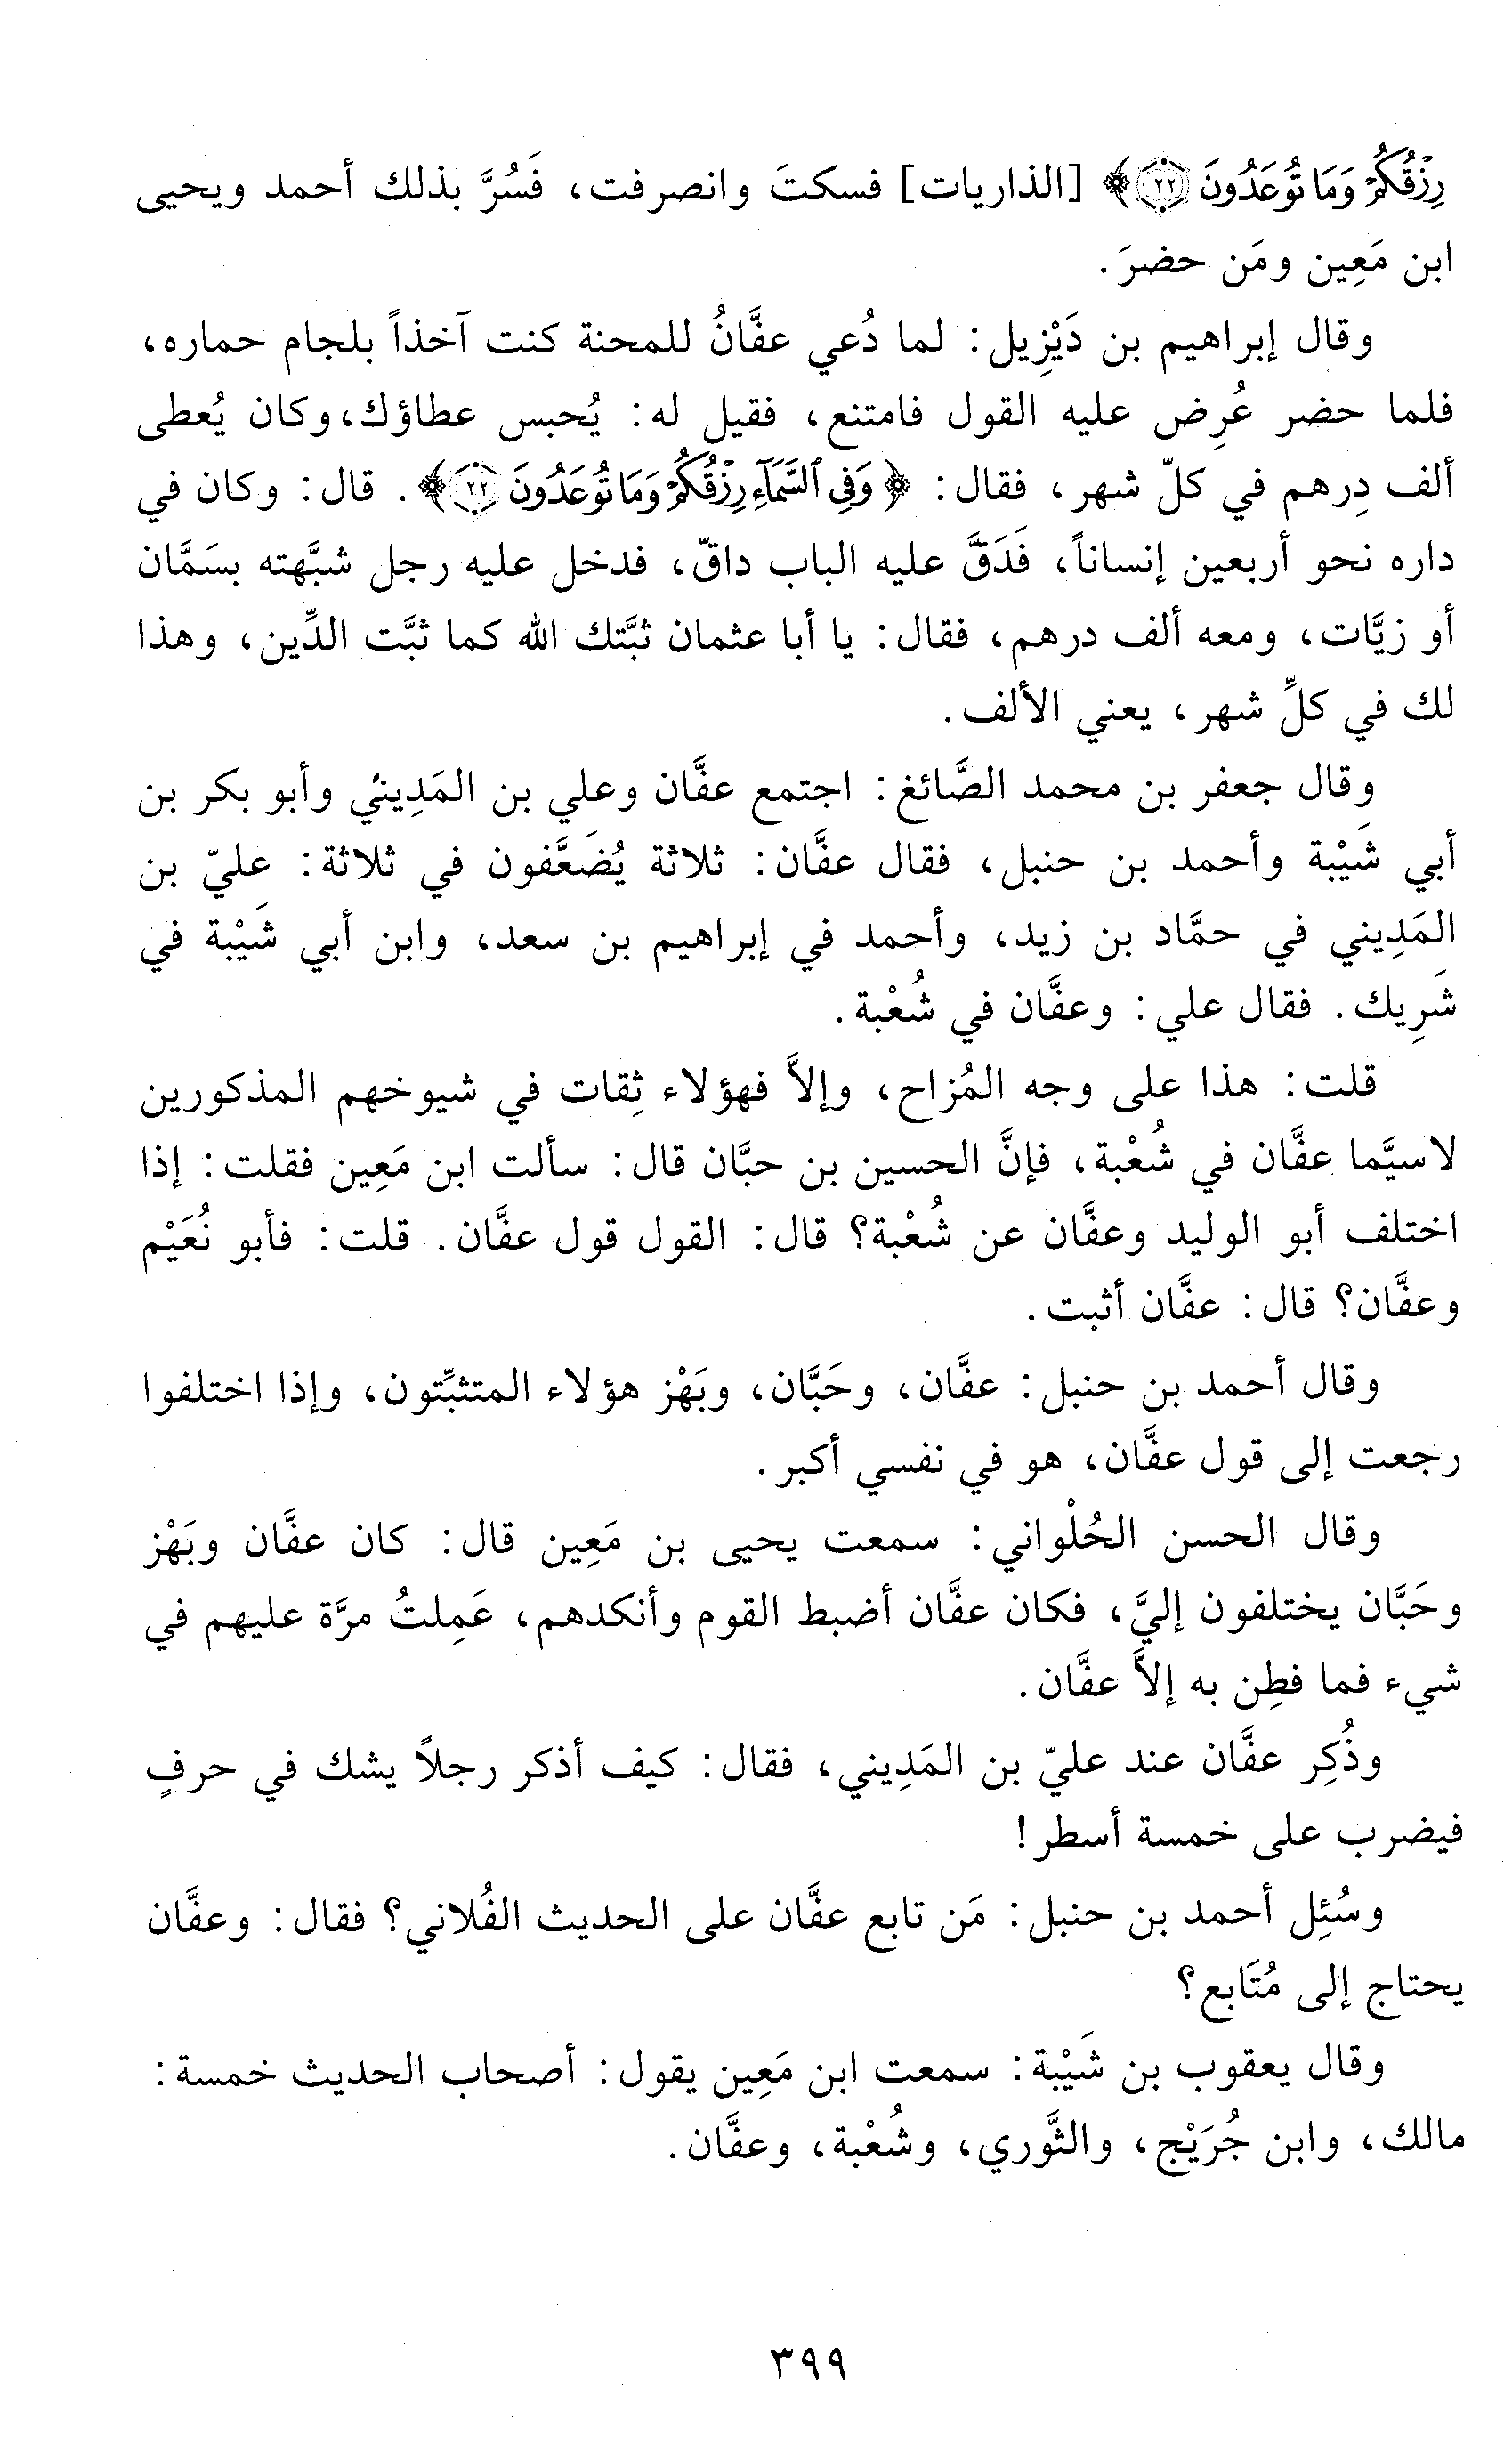 رِزْقُكُمْ وَمَا تُوعَدُونَ ﴿٢٢﴾ [الذاريات] فسكتَ وانصرفت، فَسُرَّ بذلك أحمد ويحيى
ابن مَعِين ومَن حضرَ.
وقال إبراهيم بن دَيْزِيل: لما دُعي عفَّانُ للمحنة كنت آخذاً بلجام حماره،
فلما حضر عُرِض عليه القول فامتنع، فقيل له: يُحبس عطاؤك، وكان يُعطى
ألف دِرهم في كلّ شهر، فقال: ﴿وَفِي ٱلسَّمَآءِ رِزْقُكُمْ وَمَا تُوعَدُونَ ٢٢﴾. قال: وكان في
داره نحو أربعين إنساناً، فَدَقَّ عليه الباب داقّ، فدخل عليه رجل شبَّهته بسَمَّان
أو زيَّات، ومعه ألف درهم، فقال: يا أبا عثمان ثبَّتك الله كما ثبَّت الدِّين، وهذا
لك في كلِّ شهر، يعني الألف.
وقال جعفر بن محمد الصَّائغ: اجتمع عفَّان وعلي بن المَدِينُي وأبو بكر بن
أبي شَيْبة وأحمد بن حنبل، فقال عفَّان: ثلاثة يُضَعَّفون في ثلاثة: عليّ بن
المَدِيني في حمَّاد بن زيد، وأحمد في إبراهيم بن سعد، وابن أبي شَيْبة في
شَرِيك. فقال علي: وعفَّان في شُعْبة.
قلت: هذا على وجه المُزاح، وإلاَّ فهؤلاء ثِقات في شيوخهم المذكورين
لاسيَّما عفَّان في شُعْبة، فإنَّ الحسين بن حبَّان قال: سألت ابن مَعِين فقلت: إذا
اختلف أبو الوليد وعفَّان عن شُعْبة؟ قال: القول قول عفَّان. قلت: فأبو نُعَيْم
وعفَّان؟ قال: عفَّان أثبت.
وقال أحمد بن حنبل: عفَّان، وحَبَّان، وبَهْز هؤلاء المتثبِّتون، وإذا اختلفوا
رجعت إلى قول عفَّان، هو في نفسي أكبر.
وقال الحسن الحُلْواني: سمعت يحيى بن مَعِين قال: كان عفَّان وبَهْز
وحَبَّان يختلفون إليَّ، فكان عفَّان أضبط القوم وأنكدهم، عَمِلتُ مرَّة عليهم في
شيء فما فطِن به إلاَّ عفَّان.
وذُكِر عفَّان عند عليّ بن المَدِيني، فقال: كيف أذكر رجلاً يشك في حرفٍ
فيضرب على خمسة أسطر!
وسُئِل أحمد بن حنبل: مَن تابع عفَّان على الحديث الفُلاني؟ فقال: وعفَّان
يحتاج إلى مُتَابع؟
وقال يعقوب بن شَيْبة: سمعت ابن مَعِين يقول: أصحاب الحديث خمسة:
مالك، وابن جُرَيْج، والثَّوري، وشُعْبة، وعفَّان.
٣٩٩